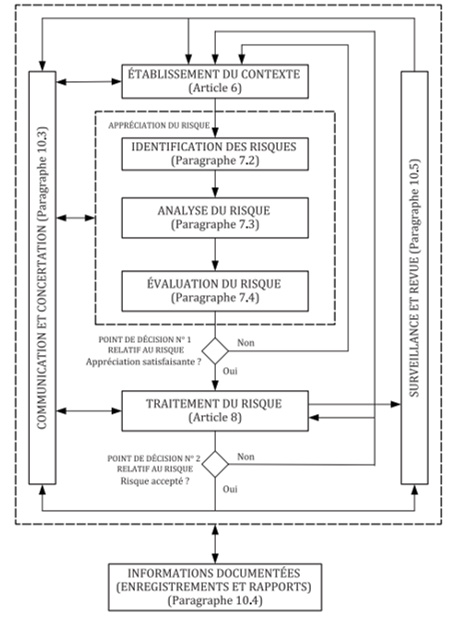 ÉTABLISSEMENT DU CONTEXTE
(Article 6)
APPRÉCIATION DU RISQUE
IDENTIFICATION DES RISQUES
(Paragraphe 7.2)
ANALYSE DU RISQUE
(Paragraphe 7.3)
ÉVALUATION DU RISQUE
(Paragraphe 7.4)
COMMUNICATION ET CONCERTATION (Paragraphe 10.3)
SURVEILLANCE ET REVUE (Paragraphe 10.5)
POINT DE DÉCISION N° 1
RELATIF AU RISQUE
Appréciation satisfaisante ?
Non
Oui
TRAITEMENT DU RISQUE
(Article 8)
POINT DE DÉCISION N° 2
RELATIF AU RISQUE
Risque accepté ?
Non
Oui
INFORMATIONS DOCUMENTÉES
(ENREGISTREMENTS ET RAPPORTS)
(Paragraphe 10.4)